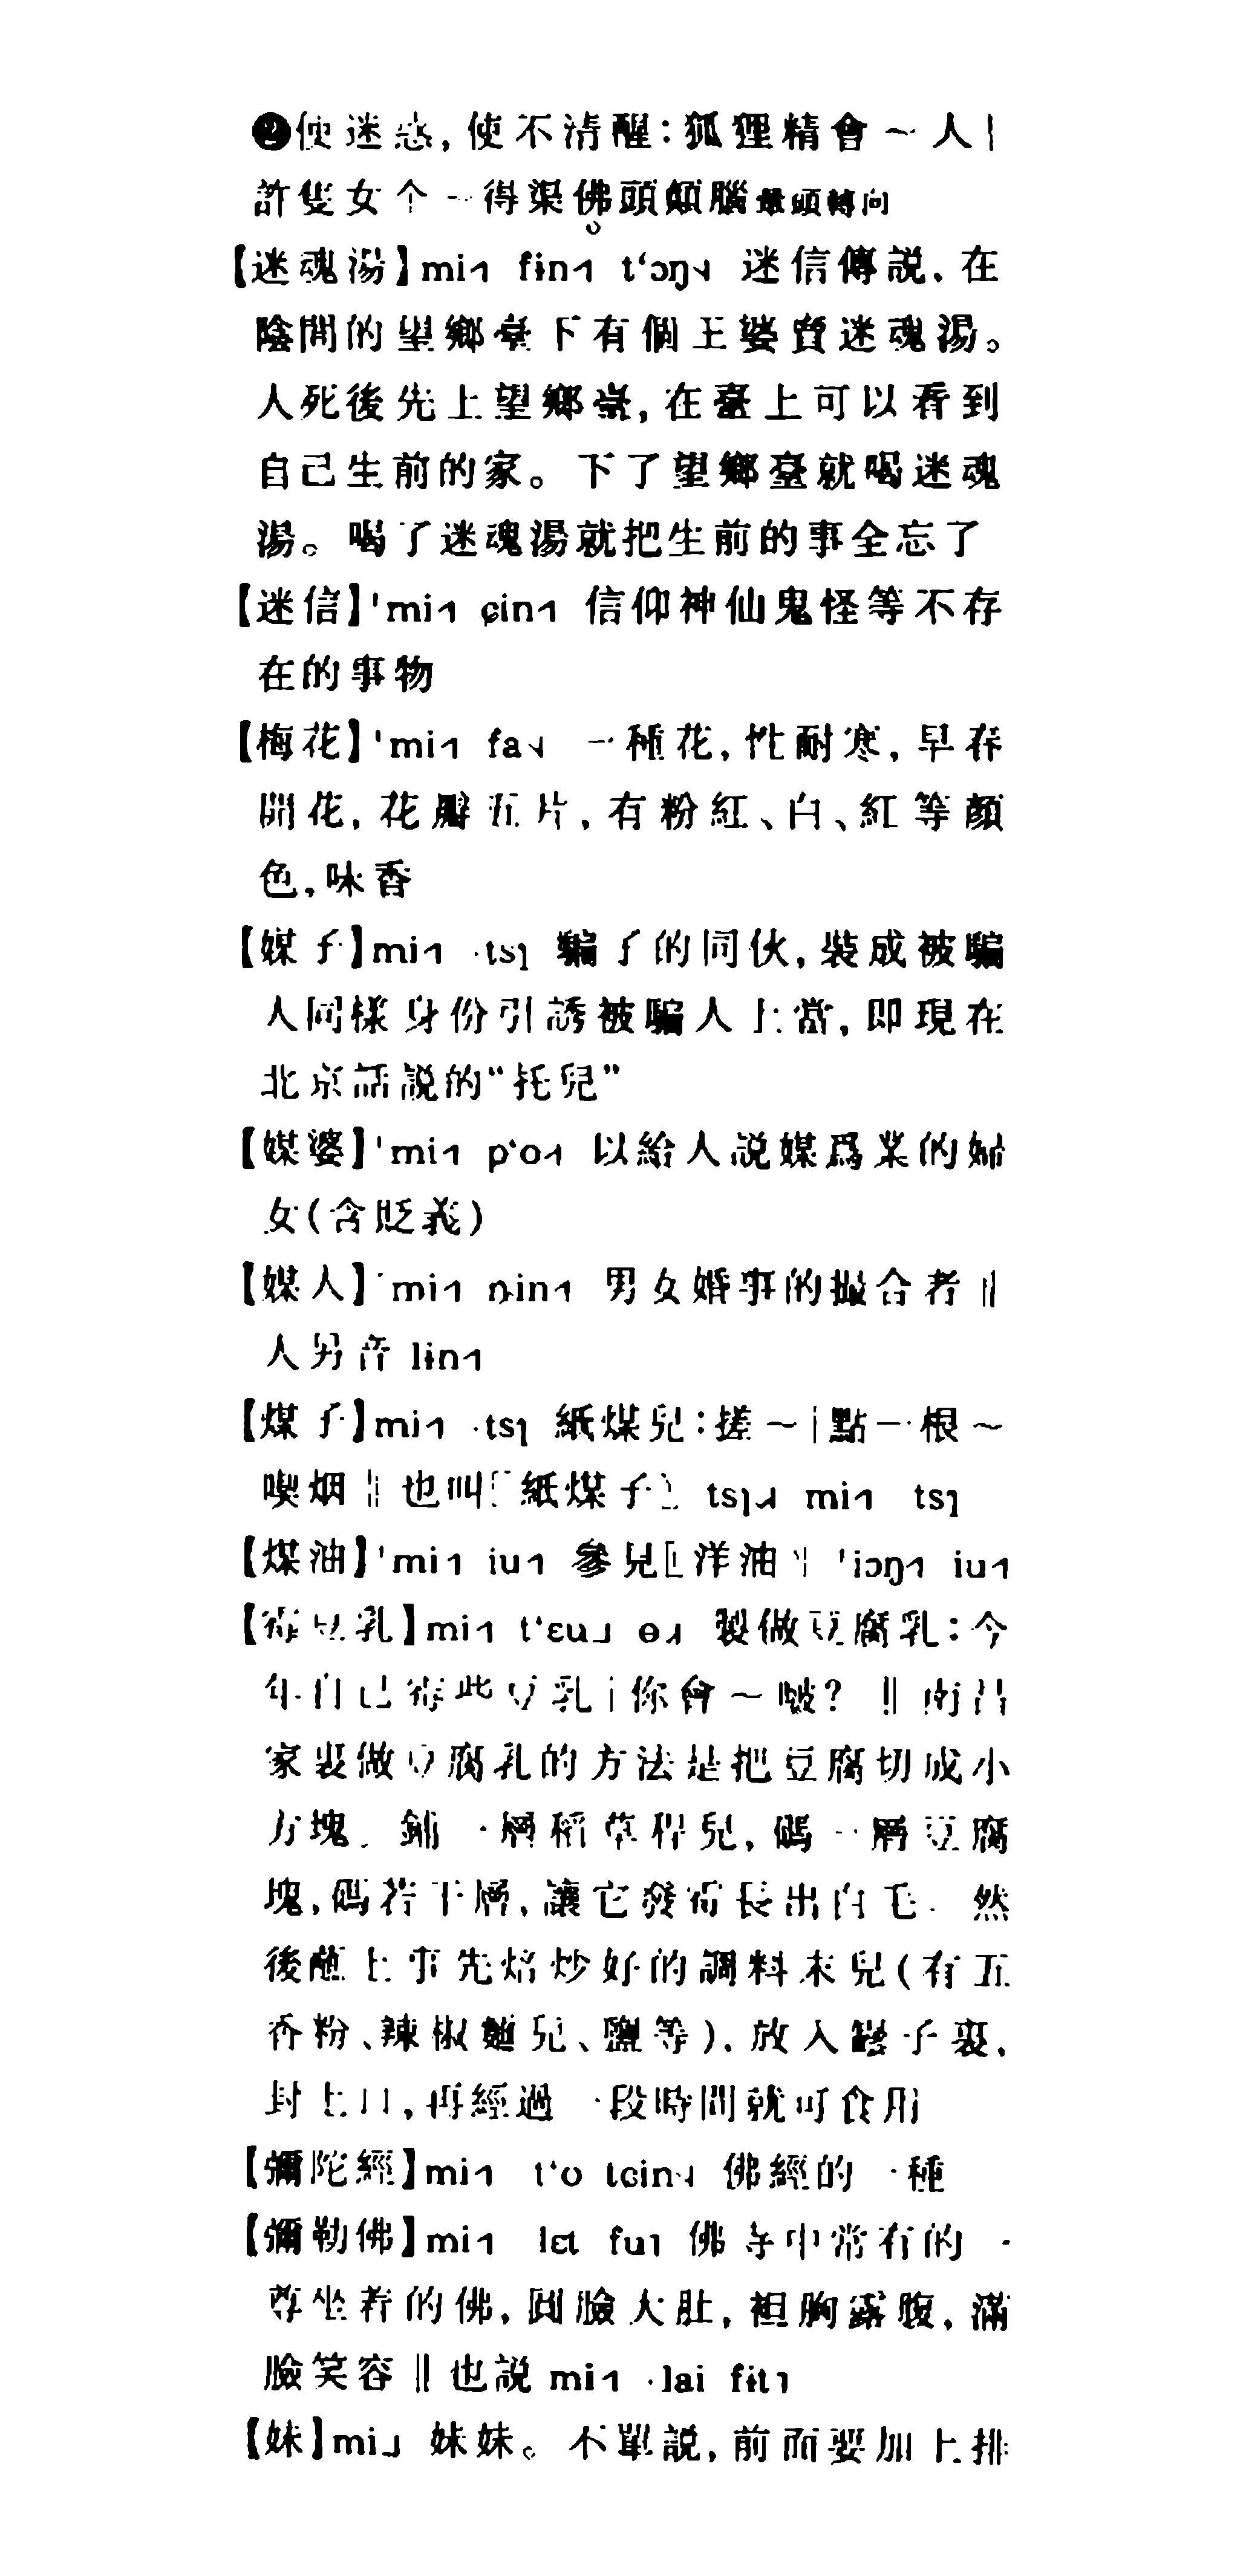 ❷使迷惑，使不清醒：狐狸精會～人｜
許隻女个～得渠佛頭顛腦暈頭轉向
【迷魂湯】mi˧ fɨn˧ t‘ɔŋ˨ 迷信傳説，在
陰間的望鄉臺下有個王婆賣迷魂湯。
人死後先上望鄉臺，在臺上可以看到
自己生前的家。下了望鄉臺就喝迷魂
湯。喝了迷魂湯就把生前的事全忘了
【迷信】ˈmi˧ ɕin˧ 信仰神仙鬼怪等不存
在的事物
【梅花】ˈmi˧ fa˨ 一種花，性耐寒，早春
開花，花瓣五片，有粉紅、白、紅等顏
色，味香
【媒子】mi˧ ·tsɿ 騙子的同伙，裝成被騙
人同樣身份引誘被騙人上當，即現在
北京話説的“托兒”
【媒婆】ˈmi˧ p‘o˧ 以給人説媒爲業的婦
女（含貶義）
【媒人】ˈmi˧ ȵin˧ 男女婚事的撮合者‖
人另音 lɨn˧
【煤子】mi˧ ·tsɿ 紙煤兒：搓～｜點一根～
喫烟‖也叫［紙煤子］ tsɿ˩ mi˧ tsɿ
【煤油】ˈmi˧ iu˧ 參見［洋油］ ˈiɔŋ˧ iu˧
【霉豆乳】mi˧ t‘ɛu˩ ɵ˩ 製做豆腐乳：今
年自己霉些豆乳｜你會～啵？‖南昌
家裏做豆腐乳的方法是把豆腐切成小
方塊，鋪一層稻草稈兒，碼一層豆腐
塊，碼若干層，讓它發霉長出白毛，然
後蘸上事先焙炒好的調料末兒（有五
香粉、辣椒麵兒、鹽等），放入罎子裏，
封上口，再經過一段時間就可食用
【彌陀經】mi˧ t‘o tɕin˨ 佛經的一種
【彌勒佛】mi˧ lɛt fuɿ 佛寺中常有的一
尊坐着的佛，圓臉大肚，袒胸露腹，滿
臉笑容‖也説 mi˧ ·lai fɨt˥
【妹】mi˩ 妹妹。不單説，前面要加上排